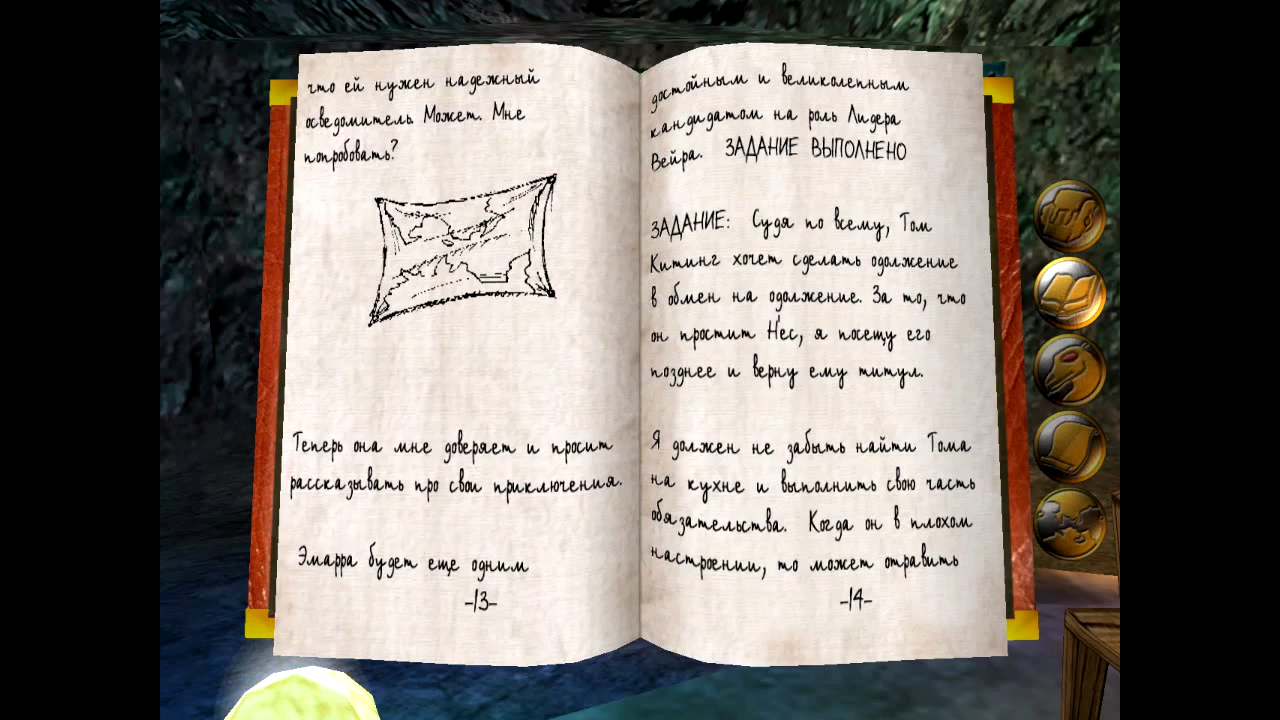 что ей нужен надежный
осведомитель. Может. Мне
попробовать?
Теперь она мне доверяет и просит
рассказывать про свои приключения.
Эмарра будет еще одним
-13-
достойным и великолепным
кандидатом на роль Лидера
Вейра. ЗАДАНИЕ ВЫПОЛНЕНО
ЗАДАНИЕ: Судя по всему, Том
Китинг хочет сделать одолжение
в обмен на одолжение. За то, что
он простит Н'ес, я посещу его
позднее и верну ему титул.
Я должен не забыть найти Тома
на кухне и выполнить свою часть
обязательства. Когда он в плохом
настроении, то может отравить
-14-